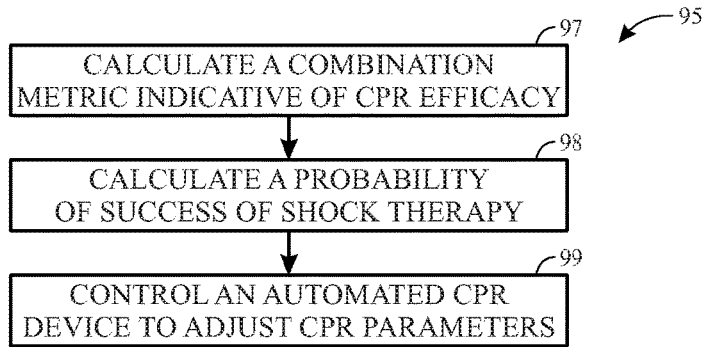 95
97
CALCULATE A COMBINATION
METRIC INDICATIVE OF CPR EFFICACY
98
CALCULATE A PROBABILITY
OF SUCCESS OF SHOCK THERAPY
99
CONTROL AN AUTOMATED CPR
DEVICE TO ADJUST CPR PARAMETERS